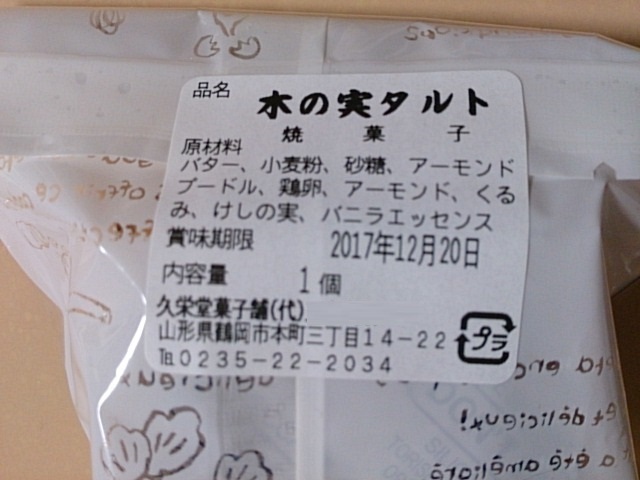 品名 木の実タルト
焼菓子
原材料
バター、小麦粉、砂糖、アーモンド
プードル、鶏卵、アーモンド、くる
み、けしの実、バニラエッセンス
賞味期限 2017年12月20日
内容量 1個
久栄堂菓子舗(代)
山形県鶴岡市本町三丁目14-22
℡0235-22-2034
プラ